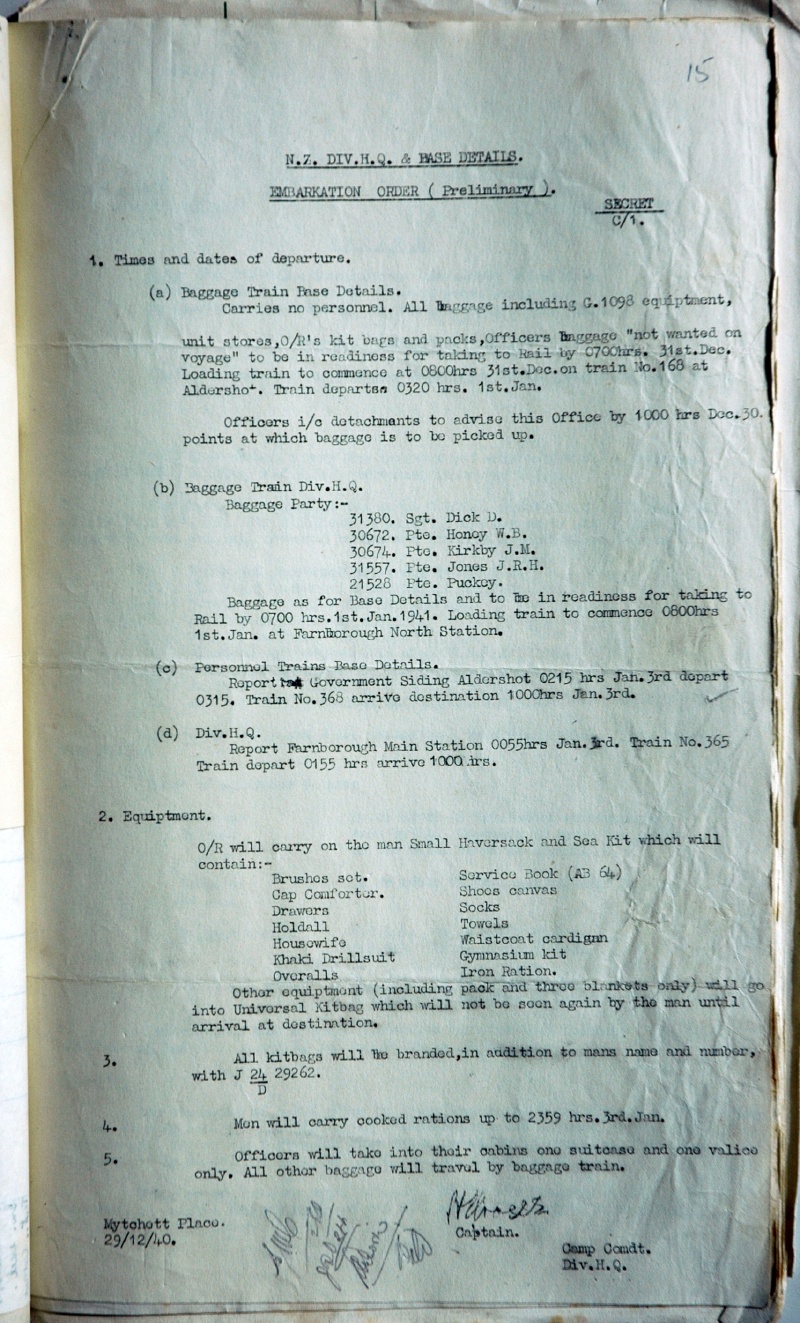 15
N.Z. DIV.H.Q. & BASE DETAILS.
EMBARKATION ORDER ( Preliminary ).
SECRET
C/1.
1. Times and dates of departure.
(a) Baggage Train Base Details.
Carries no personnel. All Baggage including G.1098 equiptment,
unit stores,O/R's kit bags and packs,Officers Baggage "not wanted on
voyage" to be in readiness for taking to Rail by 0700hrs. 31st.Dec.
Loading train to commence at 0800hrs 31st.Dec.on train No.168 at
Aldershot. Train departsn 0320 hrs. 1st.Jan.
Officers i/c detachments to advise this Office by 1000 hrs Dec.30.
points at which baggage is to be picked up.
(b) Baggage Train Div.H.Q.
Baggage Party:-
31380. Sgt. Dick D.
30672. Pte. Honey W.B.
30674. Pte. Kirkby J.M.
31557. Pte. Jones J.R.H.
21528 Pte. Puckey.
Baggage as for Base Details and to be in readiness for taking to
Rail by 0700 hrs.1st.Jan.1941. Loading train to commence 0800hrs
1st.Jan. at Farnborough North Station.
(c) Personnel Trains Base Details.
Report Government Siding Aldershot 0215 hrs Jan.3rd depart
0315. Train No.368 arrive destination 1000hrs Jan.3rd.
(d) Div.H.Q.
Report Farnborough Main Station 0055hrs Jan.3rd. Train No.365
Train depart 0155 hrs arrive 1000 hrs.
2. Equiptment.
O/R will carry on the man Small Haversack and Sea Kit which will
contain:-
Brushes set. Service Book (AB 64)
Cap Comforter. Shoes canvas
Drawers Socks
Holdall Towels
Housewife Waistcoat cardignn
Khaki Drillsuit Gymnasium kit
Overalls Iron Ration.
Other equiptment (including pack and three blankets only) will go
into Universal Kitbag which will not be seen again by the man until
arrival at destination.
3. All kitbags will be branded,in audition to mans name and number,
with J 24 29262.
D
4. Men will carry cooked rations up to 2359 hrs.3rd.Jan.
5. Officers will take into their cabins one suitcase and one valice
only. All other baggage will travel by baggage train.
Mytchett Place.
29/12/40.
Captain.
Camp Comdt.
Div.H.Q.